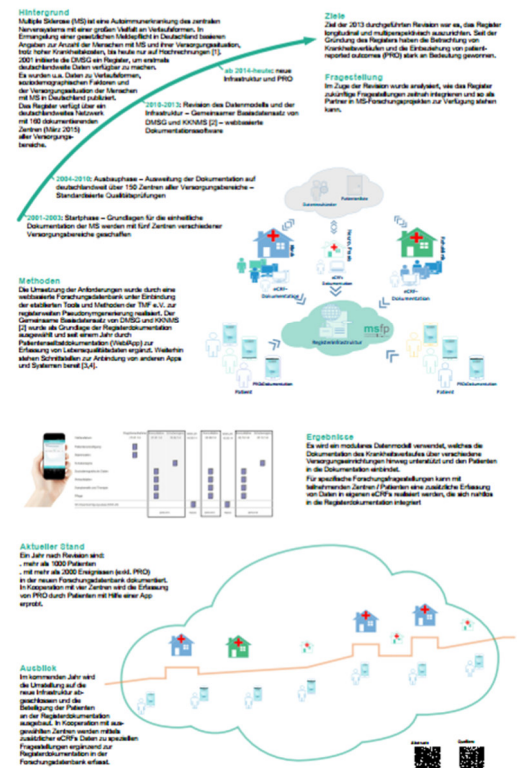 Hintergrund
Multiple Sklerose (MS) ist eine Autoimmunerkrankung des zentralen
Nervensystems mit einer großen Vielfalt an Verlaufsformen. In
Ermangelung einer gesetzlichen Meldepflicht in Deutschland basieren
Angaben zur Anzahl der Menschen mit MS und ihrer Versorgungssituation,
trotz hoher Krankheitskosten, bis heute nur auf Hochrechnungen [1].
2001 initiierte die DMSG ein Register, um erstmals
deutschlandweite Daten verfügbar zu machen.
Es wurden u.a. Daten zu Verlaufsformen,
soziodemographischen Faktoren und
der Versorgungssituation der Menschen
mit MS in Deutschland publiziert.
Das Register verfügt über ein
deutschlandweites Netzwerk
mit 160 dokumentierenden
Zentren (März 2015)
aller Versorgungs-
bereiche.
Ziele
Ziel der 2013 durchgeführten Revision war es, das Register
longitudinal und multiperspektivisch auszurichten. Seit der
Gründung des Registers haben die Betrachtung von
Krankheitsverläufen und die Einbeziehung von patient-
reported outcomes (PRO) stark an Bedeutung gewonnen.
Fragestellung
Im Zuge der Revision wurde analysiert, wie das Register
zukünftige Fragestellungen zeitnah integrieren und so als
Partner in MS-Forschungsprojekten zur Verfügung stehen
kann.
ab 2014-heute: neue
Infrastruktur und PRO
2010-2013: Revision des Datenmodells und der
Infrastruktur – Gemeinsamer Basisdatensatz von
DMSG und KKNMS [2] – webbasierte
Dokumentationssoftware
2004-2010: Ausbauphase – Ausweitung der Dokumentation auf
deutschlandweit über 150 Zentren aller Versorgungsbereiche –
Standardisierte Qualitätsprüfungen
2001-2003: Startphase – Grundlagen für die einheitliche
Dokumentation der MS werden mit fünf Zentren verschiedener
Versorgungsbereiche geschaffen
Methoden
Die Umsetzung der Anforderungen wurde durch eine
webbasierte Forschungsdatenbank unter Einbindung
der etablierten Tools und Methoden der TMF e.V. zur
registerweiten Pseudonymgenerierung realisiert. Der
Gemeinsame Basisdatensatz von DMSG und KKNMS
[2] wurde als Grundlage der Registerdokumentation
ausgewählt und seit einem Jahr durch
Patientenselbstdokumentation (Web/App) zur
Erfassung von Lebensqualitätsdaten ergänzt. Weiterhin
stehen Schnittstellen zur Anbindung von anderen Apps
und Systemen bereit [3,4].
eCRF-
Dokumentation
eCRF-
Dokumentation
eCRF-
Dokumentation
Registerinfrastruktur
msfp
PRO-Dokumentation
PRO-Dokumentation
Patient
Patient
Ergebnisse
Es wird ein modulares Datenmodell verwendet, welches die
Dokumentation des Krankheitsverlaufes über verschiedene
Versorgungseinrichtungen hinweg unterstützt und den Patienten
in die Dokumentation einbindet.
Für spezifische Forschungsfragestellungen kann mit
teilnehmenden Zentren / Patienten eine zusätzliche Erfassung
von Daten in eigenen eCRFs realisiert werden, die sich nahtlos
in die Registerdokumentation integriert
Aktueller Stand
Ein Jahr nach Revision sind:
. mehr als 1000 Patienten
. mit mehr als 2000 Ereignissen (exkl. PRO)
in der neuen Forschungsdatenbank dokumentiert.
In Kooperation mit vier Zentren wird die Erfassung
von PRO durch Patienten mit Hilfe einer App
erprobt.
Ausblick
Im kommenden Jahr wird
die Umstellung auf die
neue Infrastruktur ab-
geschlossen und die
Beteiligung der Patienten
an der Registerdokumentation
ausgebaut. In Kooperation mit aus-
gewählten Zentren werden mittels
zusätzlicher eCRFs Daten zu speziellen
Fragestellungen ergänzend zur
Registerdokumentation in der
Forschungsdatenbank erfasst.